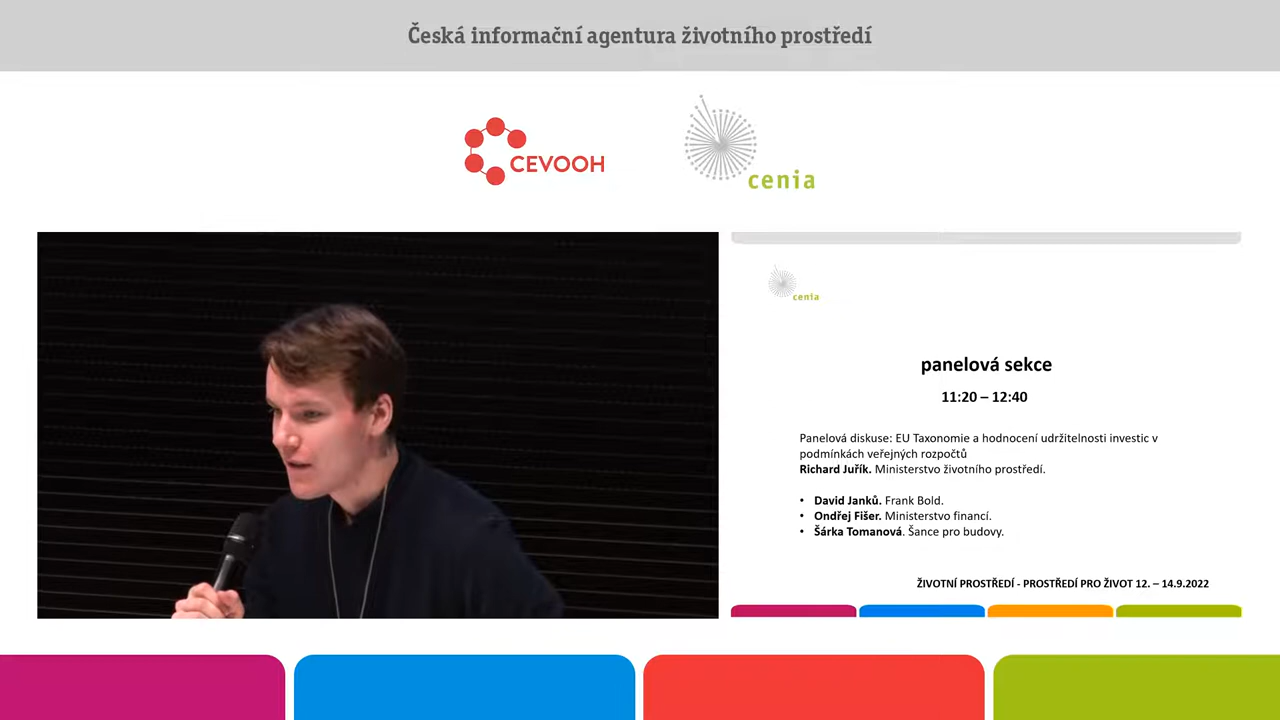 Česká informační agentura životního prostředí
CEVOOH
cenia
cenia
panelová sekce
11:20 – 12:40
Panelová diskuse: EU Taxonomie a hodnocení udržitelnosti investic v
podmínkách veřejných rozpočtů
Richard Juřík. Ministerstvo životního prostředí.
• David Janků. Frank Bold.
• Ondřej Fišer. Ministerstvo financí.
• Šárka Tomanová. Šance pro budovy.
ŽIVOTNÍ PROSTŘEDÍ - PROSTŘEDÍ PRO ŽIVOT 12. – 14.9.2022